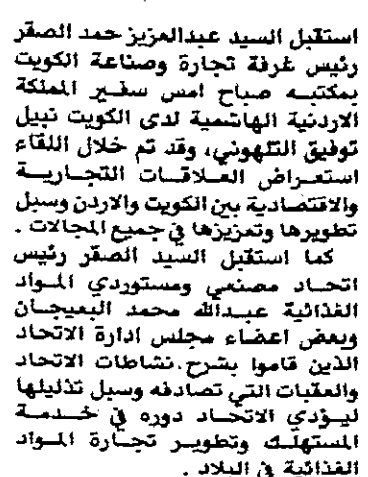 استقبل السيد عبدالعزيز حمد الصقر
رئيس غرفة تجارة وصناعة الكويت
بمكتبه صباح امس سفير المملكة
الاردنية الهاشمية لدى الكويت نبيل
توفيق التلهوني، وقد تم خلال اللقاء
استعراض العلاقات التجارية
والاقتصادية بين الكويت والاردن وسبل
تطويرها وتعزيزها في جميع المجالات .
كما استقبل السيد الصقر رئيس
اتحاد مصنعي ومستوردي المواد
الغذائية عبدالله محمد البعيجان
وبعض اعضاء مجلس ادارة الاتحاد
الذين قاموا بشرح نشاطات الاتحاد
والعقبات التي تصادفه وسبل تذليلها
ليؤدي الاتحاد دوره في خدمة
المستهلك وتطوير تجارة المواد
الغذائية في البلاد .